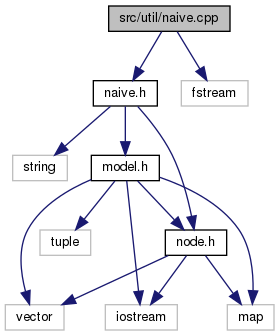 src/util/naive.cpp
naive.h
fstream
string
model.h
tuple
node.h
vector
iostream
map